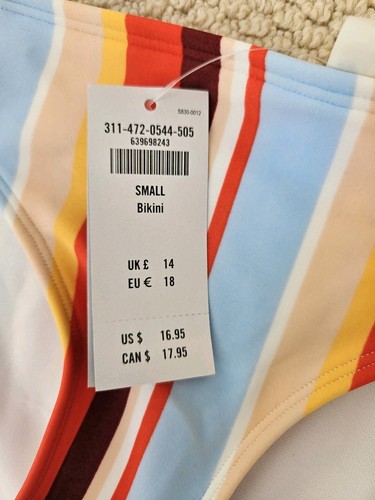 5830-0012
311-472-0544-505
639698243
SMALL
Bikini
UK £ 14
EU € 18
US $ 16.95
CAN $ 17.95